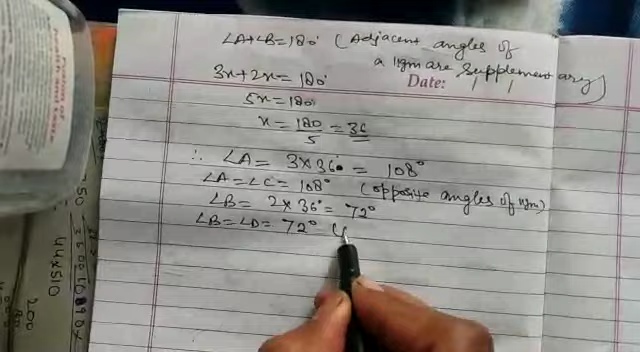 ∠A+∠B=180° (Adjacent angles of
a llgm are Supplementary)
Date: / /
3x+2x=180°
5x=180°
x=180/5=36
∴ ∠A= 3×36°= 108°
∠A=∠C=108° (opposite angles of llgm)
∠B= 2×36°=72°
∠B=∠D=72° (